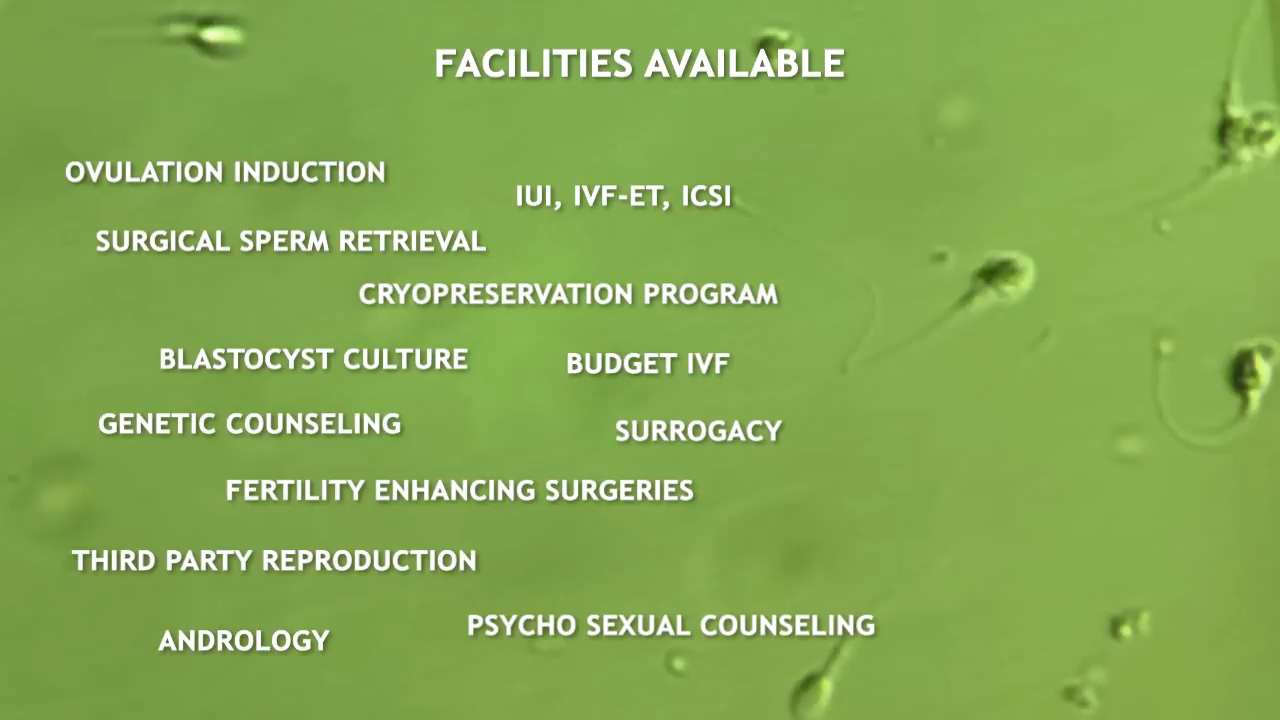 FACILITIES AVAILABLE
OVULATION INDUCTION
IUI, IVF-ET, ICSI
SURGICAL SPERM RETRIEVAL
CRYOPRESERVATION PROGRAM
BLASTOCYST CULTURE
BUDGET IVF
GENETIC COUNSELING
SURROGACY
FERTILITY ENHANCING SURGERIES
THIRD PARTY REPRODUCTION
PSYCHO SEXUAL COUNSELING
ANDROLOGY